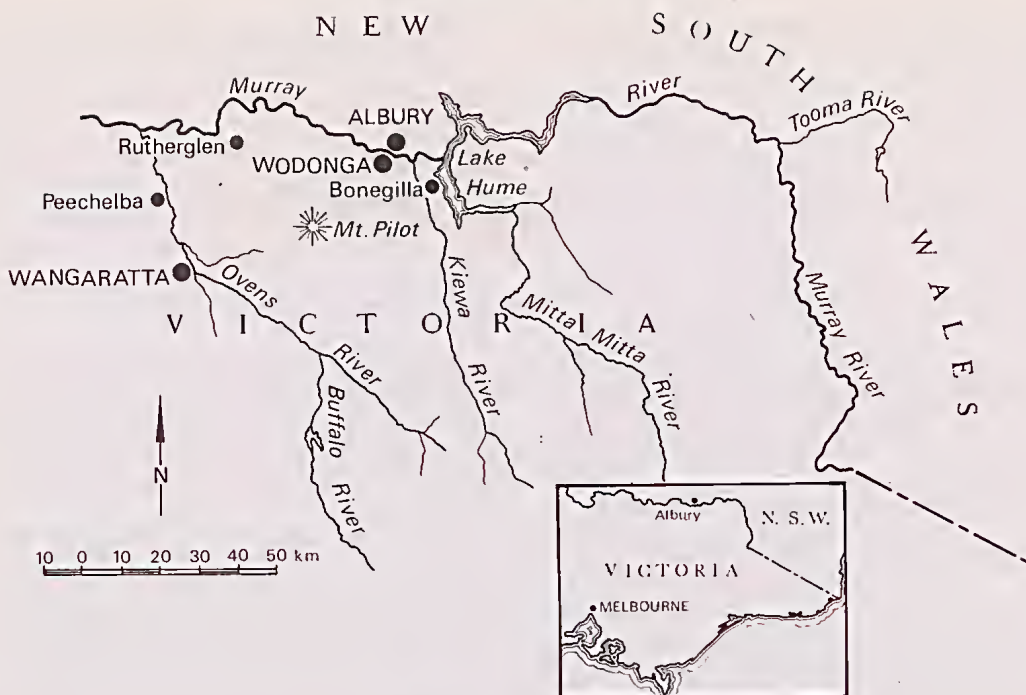 NEW SOUTH WALES
Murray River
Tooma River
ALBURY
Rutherglen
WODONGA
Lake Hume
Bonegilla
Peechelba
Mt. Pilot
WANGARATTA
Ovens River
Kiewa River
Mitta Mitta River
Murray River
VICTORIA
Buffalo River
N
10 0 10 20 30 40 50 km
Albury
N. S. W.
VICTORIA
MELBOURNE